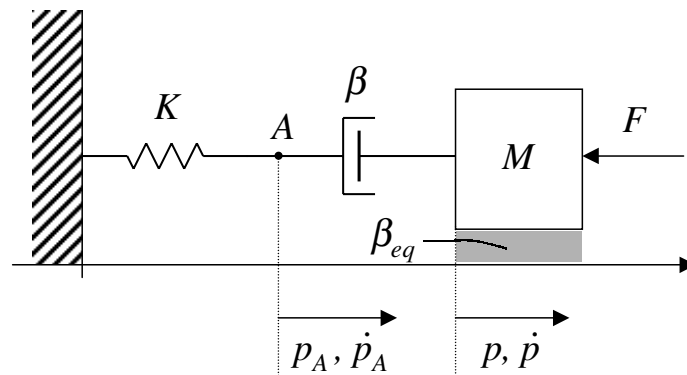 β
K
A
F
M
β_eq
p_A, ṗ_A
p, ṗ